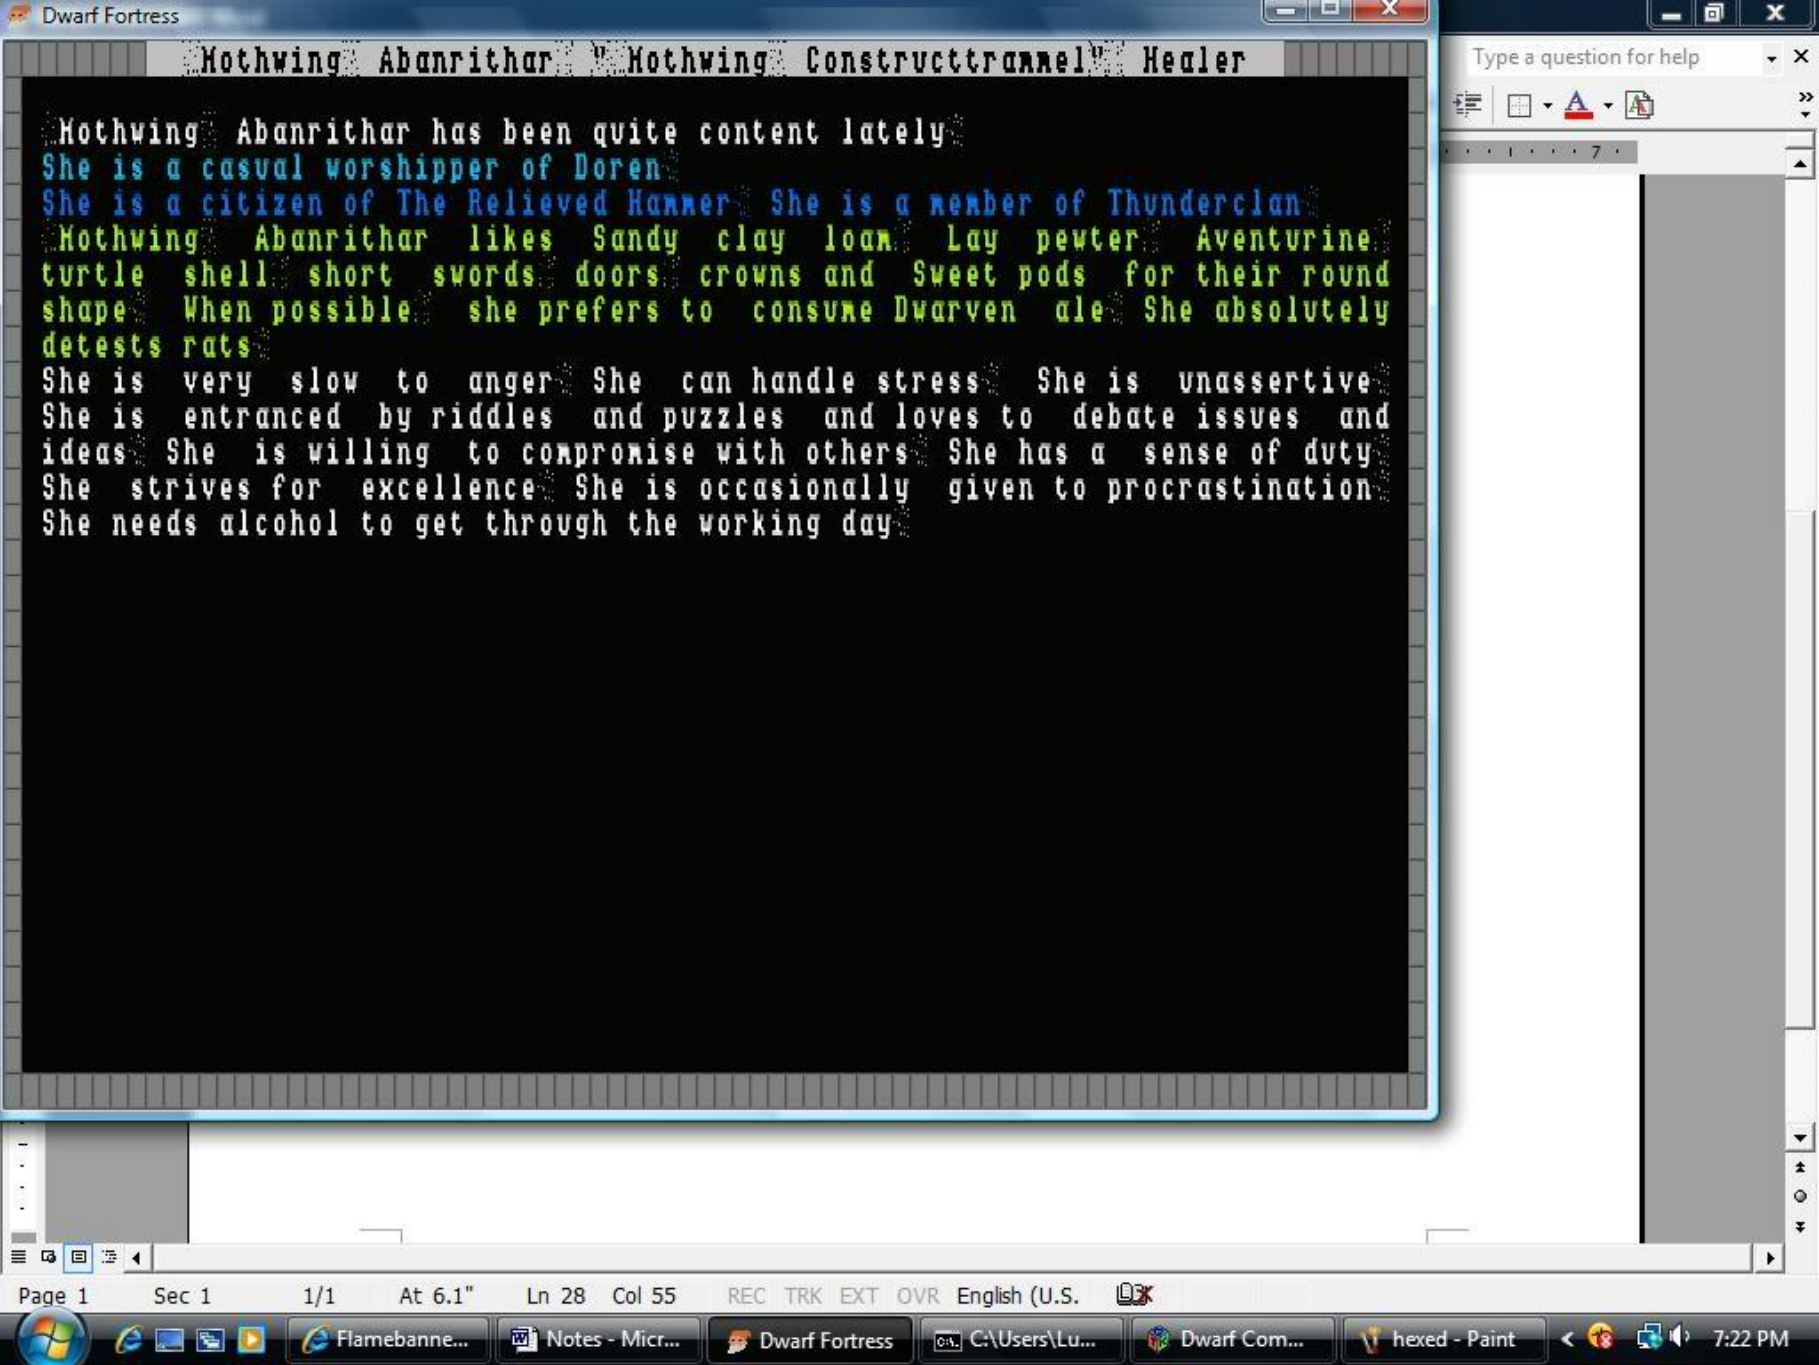 Dwarf Fortress
Mothwing Abanrithar "Mothwing Constructtrammel" Healer
Type a question for help
Mothwing Abanrithar has been quite content lately
She is a casual worshipper of Doren
7
She is a citizen of The Relieved Hammer She is a member of Thunderclan
Mothwing Abanrithar likes Sandy clay loam Lay pewter Aventurine
turtle shell short swords doors crowns and Sweet pods for their round
shape When possible she prefers to consume Dwarven ale She absolutely
detests rats
She is very slow to anger She can handle stress She is unassertive
She is entranced by riddles and puzzles and loves to debate issues and
ideas She is willing to compromise with others She has a sense of duty
She strives for excellence She is occasionally given to procrastination
She needs alcohol to get through the working day
Page 1 Sec 1 1/1 At 6.1" Ln 28 Col 55 REC TRK EXT OVR English (U.S.
Flamebanne... Notes - Micr... Dwarf Fortress C:\Users\Lu... Dwarf Com... hexed - Paint < 7:22 PM